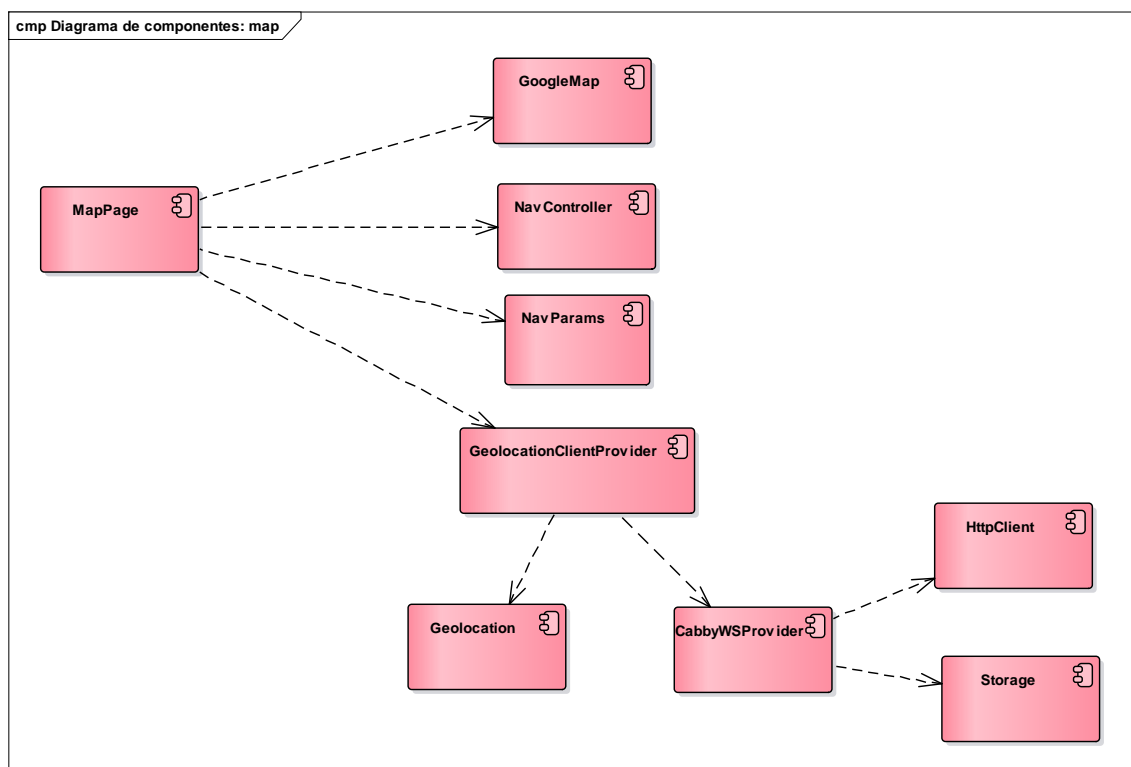 cmp Diagrama de componentes: map
GoogleMap
MapPage
NavController
NavParams
GeolocationClientProvider
HttpClient
Geolocation
CabbyWSProvider
Storage